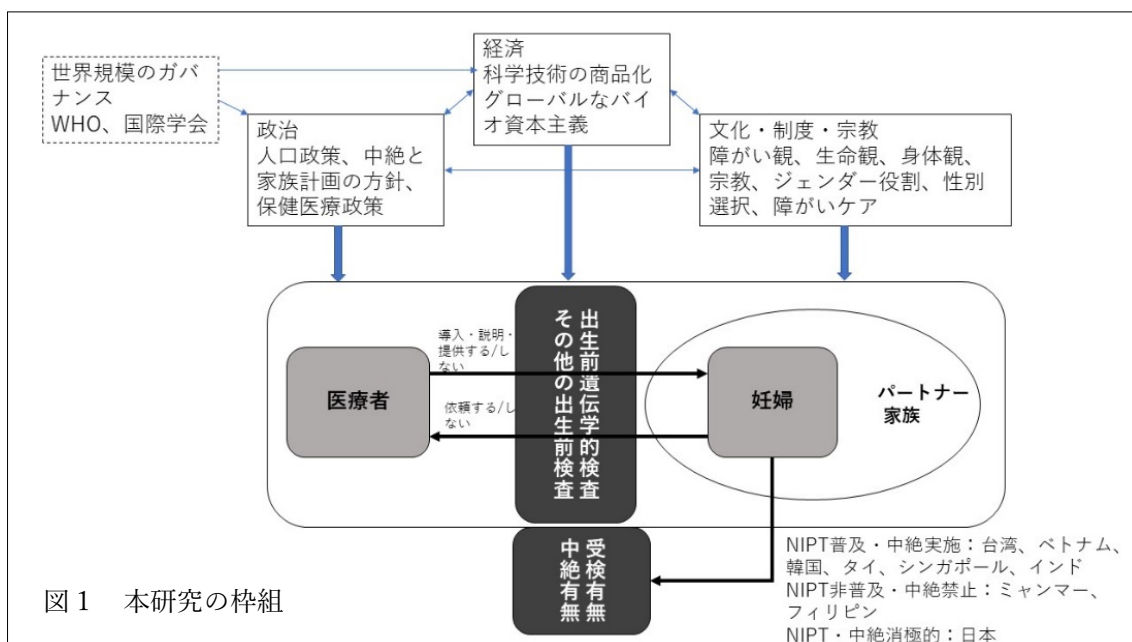 世界規模のガバ
ナンス
WHO、国際学会
経済
科学技術の商品化
グローバルなバイ
オ資本主義
政治
人口政策、中絶と
家族計画の方針、
保健医療政策
文化・制度・宗教
障がい観、生命観、身体観、
宗教、ジェンダー役割、性別
選択、障がいケア
医療者
導入・説明・
提供する/し
ない
依頼する/し
ない
出生前遺伝学的検査
その他の出生前検査
妊婦
パートナー
家族
受検有無
中絶有無
NIPT普及・中絶実施：台湾、ベトナム、
韓国、タイ、シンガポール、インド
NIPT非普及・中絶禁止：ミャンマー、
フィリピン
NIPT・中絶消極的：日本
図1 本研究の枠組